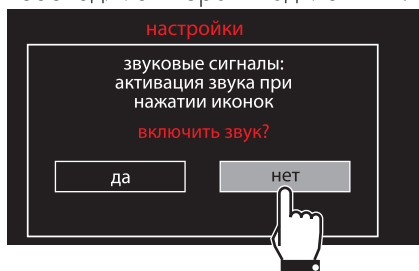 настройки
звуковые сигналы:
активация звука при
нажатии иконок
включить звук?
да
нет